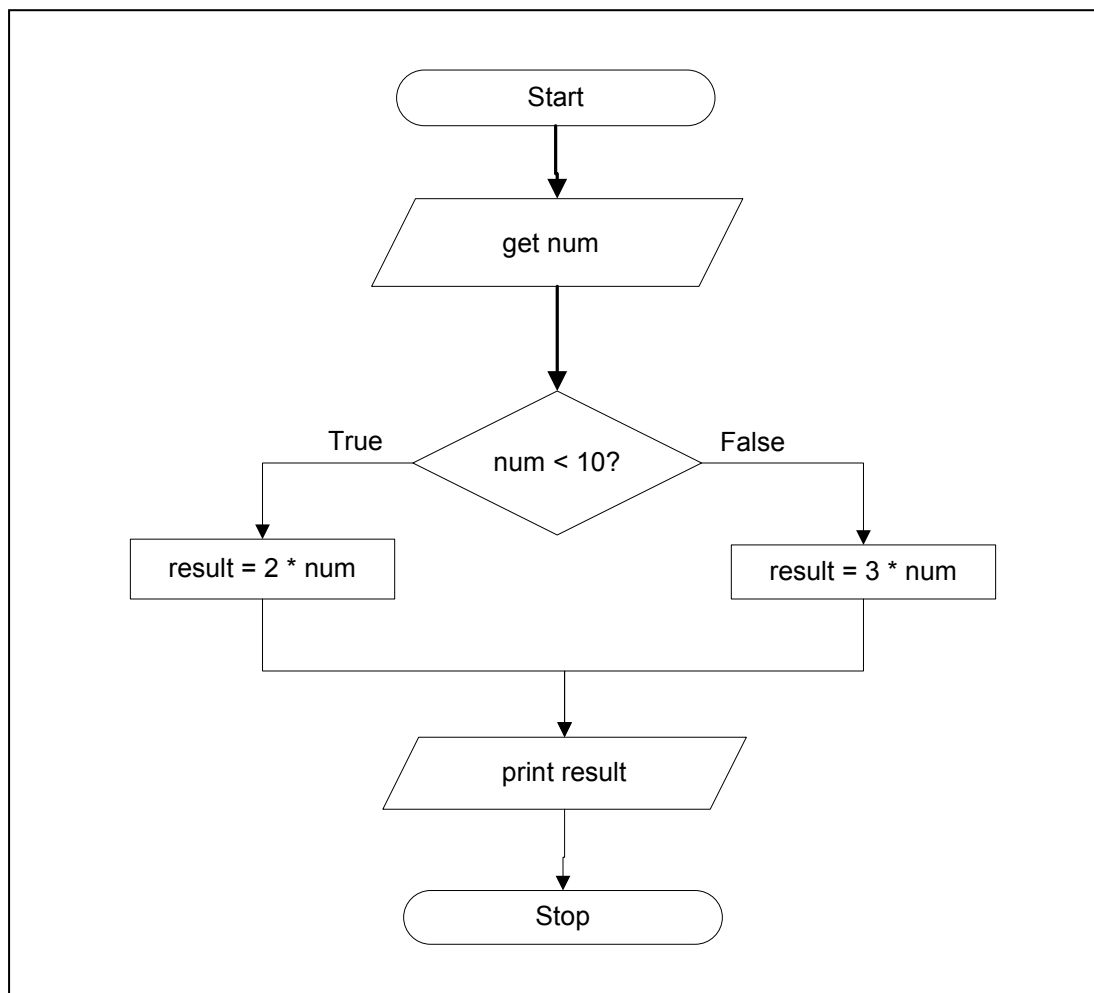 Start
get num
True
False
num < 10?
result = 2 * num
result = 3 * num
print result
Stop